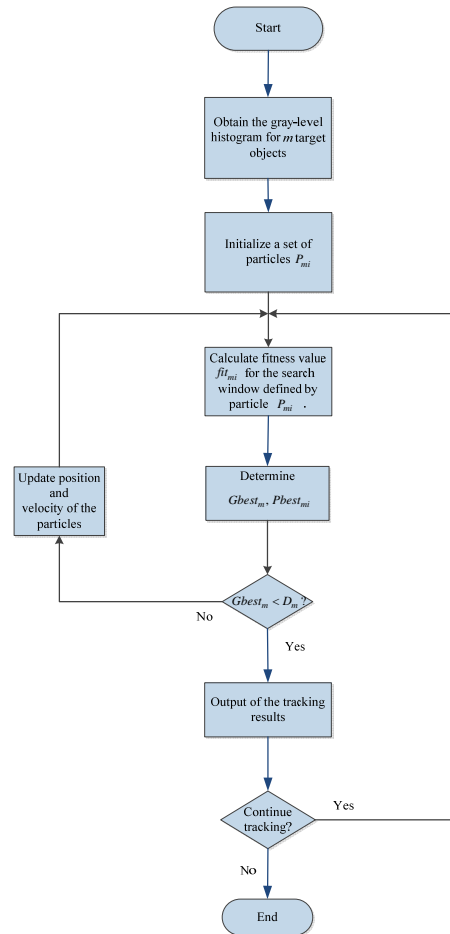 Start
Obtain the gray-level
histogram for m target
objects
Initialize a set of
particles Pmi
Calculate fitness value
fitmi for the search
window defined by
particle Pmi .
Determine
Gbestm, Pbestmi
Update position
and
velocity of the
particles
Gbestm < Dm ?
No
Yes
Output of the tracking
results
Continue
tracking?
Yes
No
End